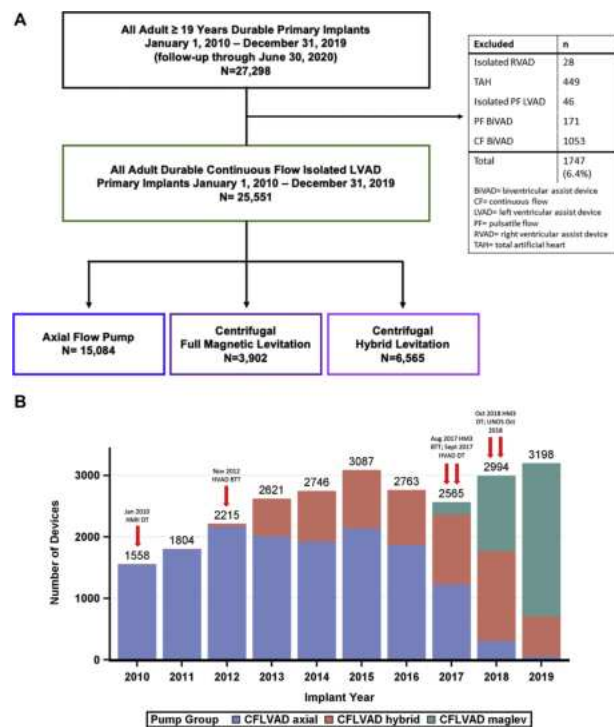 A
All Adult ≥ 19 Years Durable Primary Implants
January 1, 2010 – December 31, 2019
(follow-up through June 30, 2020)
N=27,298
Excluded n
Isolated RVAD 28
TAH 449
Isolated PF LVAD 46
PF BiVAD 171
CF BiVAD 1053
Total 1747
(6.4%)
BiVAD= biventricular assist device
CF= continuous flow
LVAD= left ventricular assist device
PF= pulsatile flow
RVAD= right ventricular assist device
TAH= total artificial heart
All Adult Durable Continuous Flow Isolated LVAD
Primary Implants January 1, 2010 – December 31, 2019
N= 25,551
Axial Flow Pump
N= 15,084
Centrifugal
Full Magnetic Levitation
N=3,902
Centrifugal
Hybrid Levitation
N=6,565
B
Number of Devices
3000
2000
1000
0
Jan 2010
HMII DT
1558
1804
Nov 2012
HVAD BTT
2215
2621
2746
3087
2763
Aug 2017 HM3
BTT; Sept 2017
HVAD DT
2565
Oct 2018 HM3
DT; UNOS Oct
2018
2994
3198
2010 2011 2012 2013 2014 2015 2016 2017 2018 2019
Implant Year
Pump Group CFLVAD axial CFLVAD hybrid CFLVAD maglev